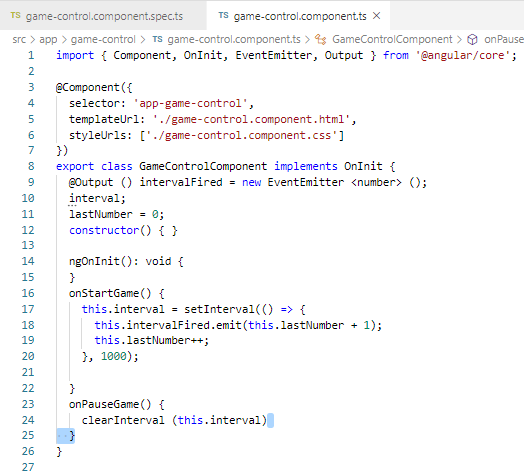 TS game-control.component.spec.ts
TS game-control.component.ts ×
src > app > game-control > TS game-control.component.ts > GameControlComponent > onPause
1 import { Component, OnInit, EventEmitter, Output } from '@angular/core';
2
3 @Component({
4   selector: 'app-game-control',
5   templateUrl: './game-control.component.html',
6   styleUrls: ['./game-control.component.css']
7 })
8 export class GameControlComponent implements OnInit {
9   @Output () intervalFired = new EventEmitter <number> ();
10   interval;
11   lastNumber = 0;
12   constructor() { }
13
14   ngOnInit(): void {
15   }
16   onStartGame() {
17     this.interval = setInterval(() => {
18       this.intervalFired.emit(this.lastNumber + 1);
19       this.lastNumber++;
20     }, 1000);
21
22   }
23   onPauseGame() {
24     clearInterval (this.interval)
25   }
26 }
27